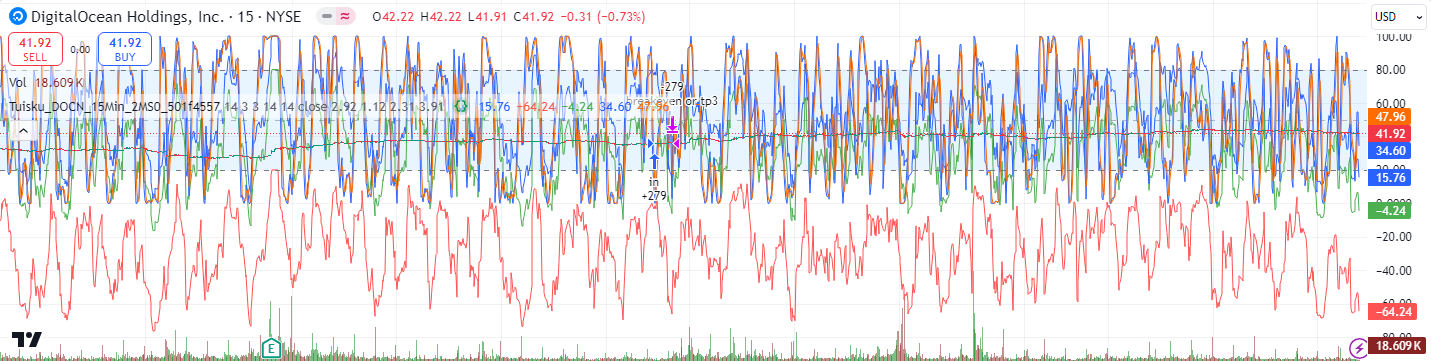 DigitalOcean Holdings, Inc. · 15 · NYSE O42.22 H42.22 L41.91 C41.92 −0.31 (−0.73%)
USD
41.92 SELL
0.00
41.92 BUY
Vol 18.609 K
Tuisku_DOCN_15Min_2MS0_501f4557 14 3 3 14 14 close 2.92 1.12 2.31 3.91 15.76 −64.24 −4.24 34.60 47.96
-279
breakeven or tp3
in
+279
100.00
80.00
60.00
47.96
41.92
34.60
15.76
−4.24
−20.00
−40.00
−64.24
18.609 K
E